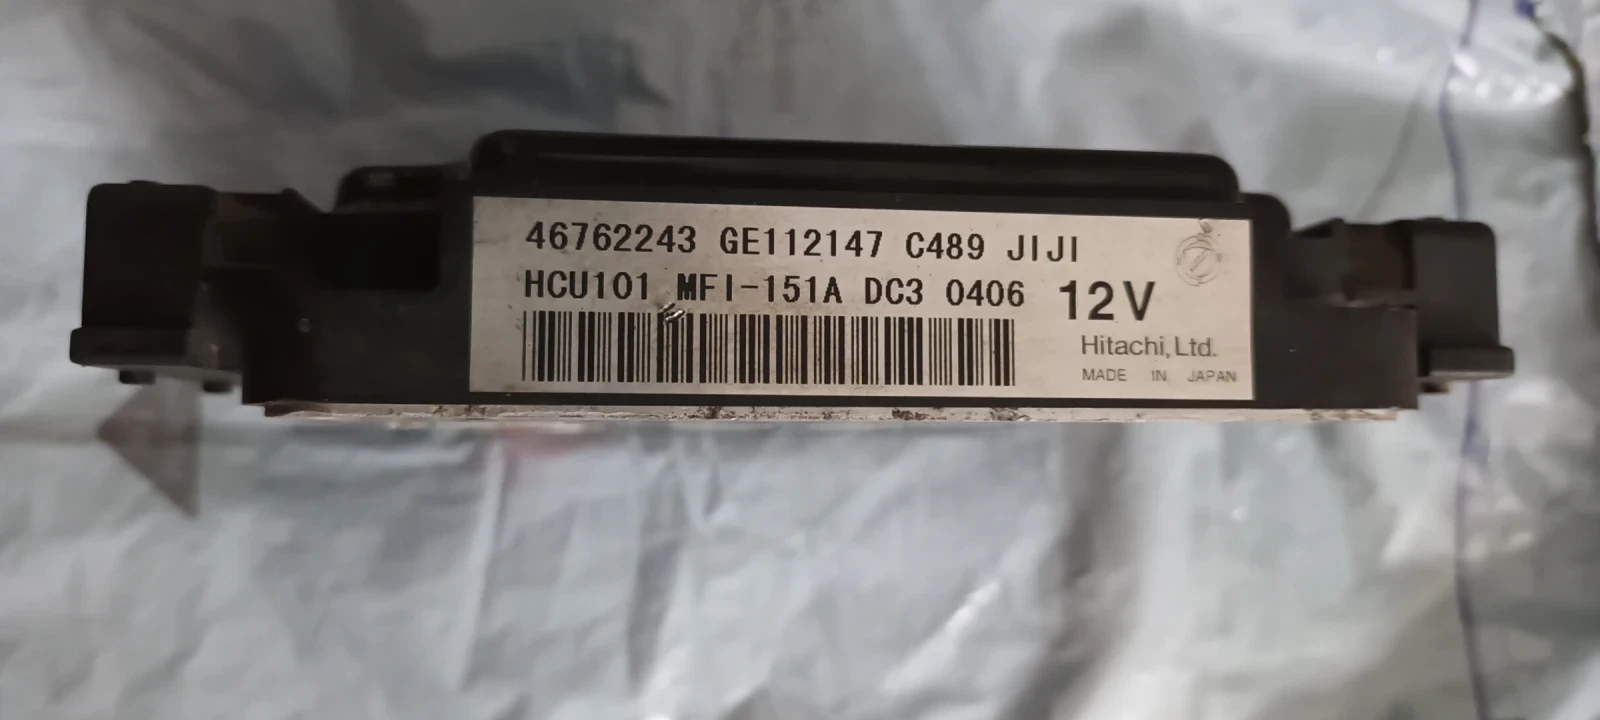 46762243 GE112147 C489 JIJI
HCU101 MFI-151A DC3 0406
12V
Hitachi, Ltd.
MADE IN JAPAN